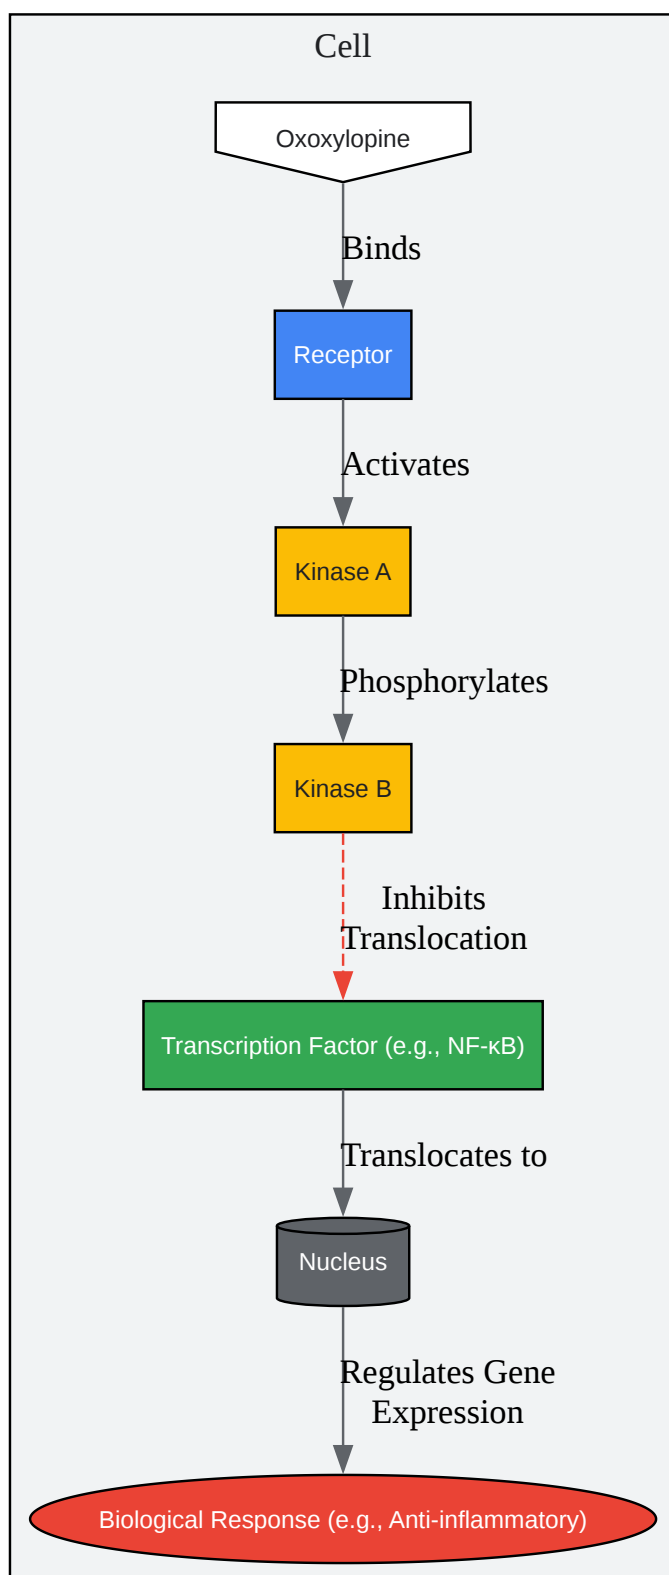 Cell
Oxoxylopine
Binds
Receptor
Activates
Kinase A
Phosphorylates
Kinase B
Inhibits
Translocation
Transcription Factor (e.g., NF-κB)
Translocates to
Nucleus
Regulates Gene
Expression
Biological Response (e.g., Anti-inflammatory)